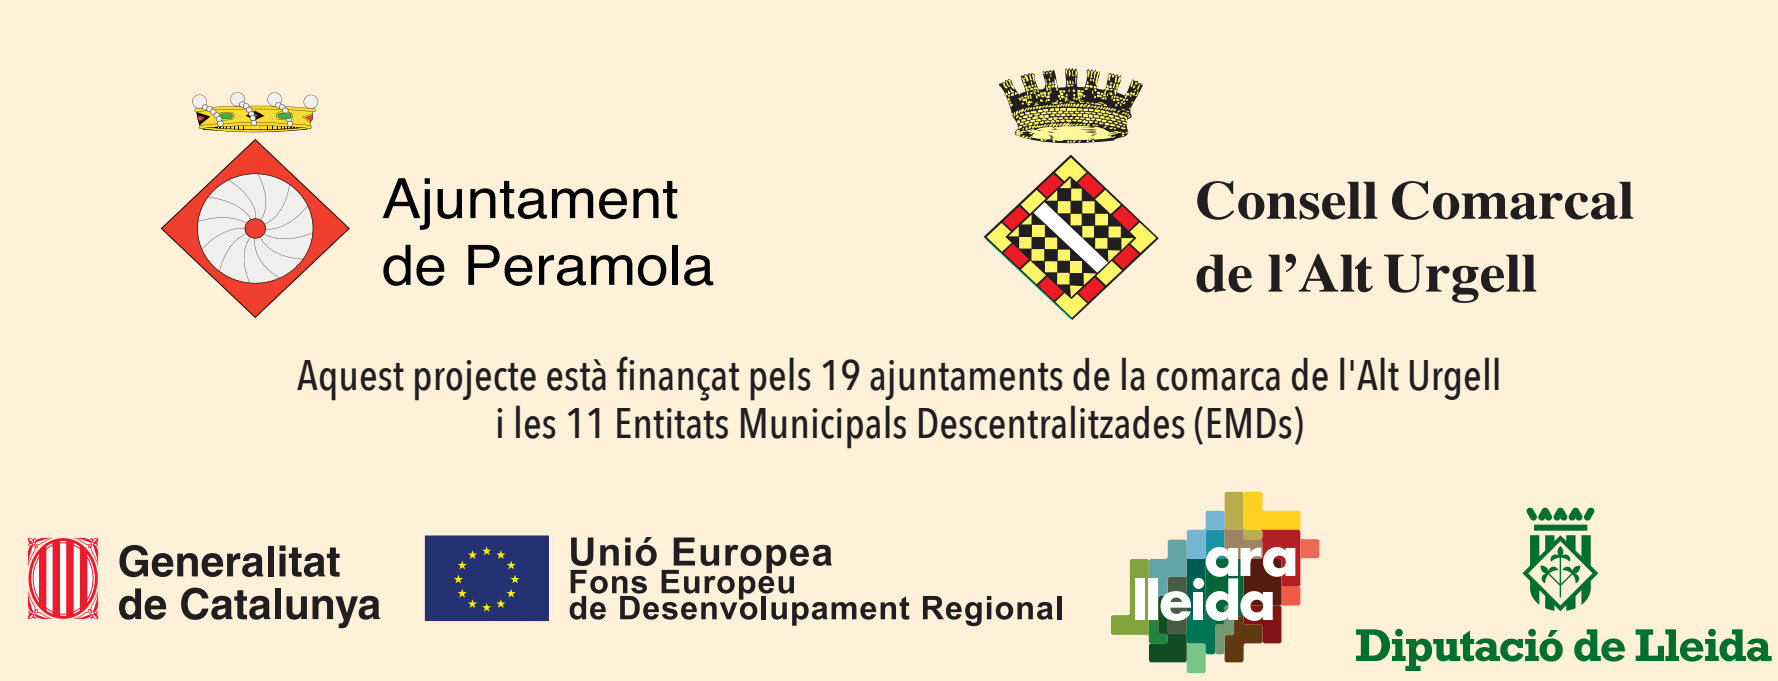 Ajuntament
de Peramola
Consell Comarcal
de l'Alt Urgell
Aquest projecte està finançat pels 19 ajuntaments de la comarca de l'Alt Urgell
i les 11 Entitats Municipals Descentralitzades (EMDs)
Generalitat
de Catalunya
Unió Europea
Fons Europeu
de Desenvolupament Regional
ara
lleida
Diputació de Lleida